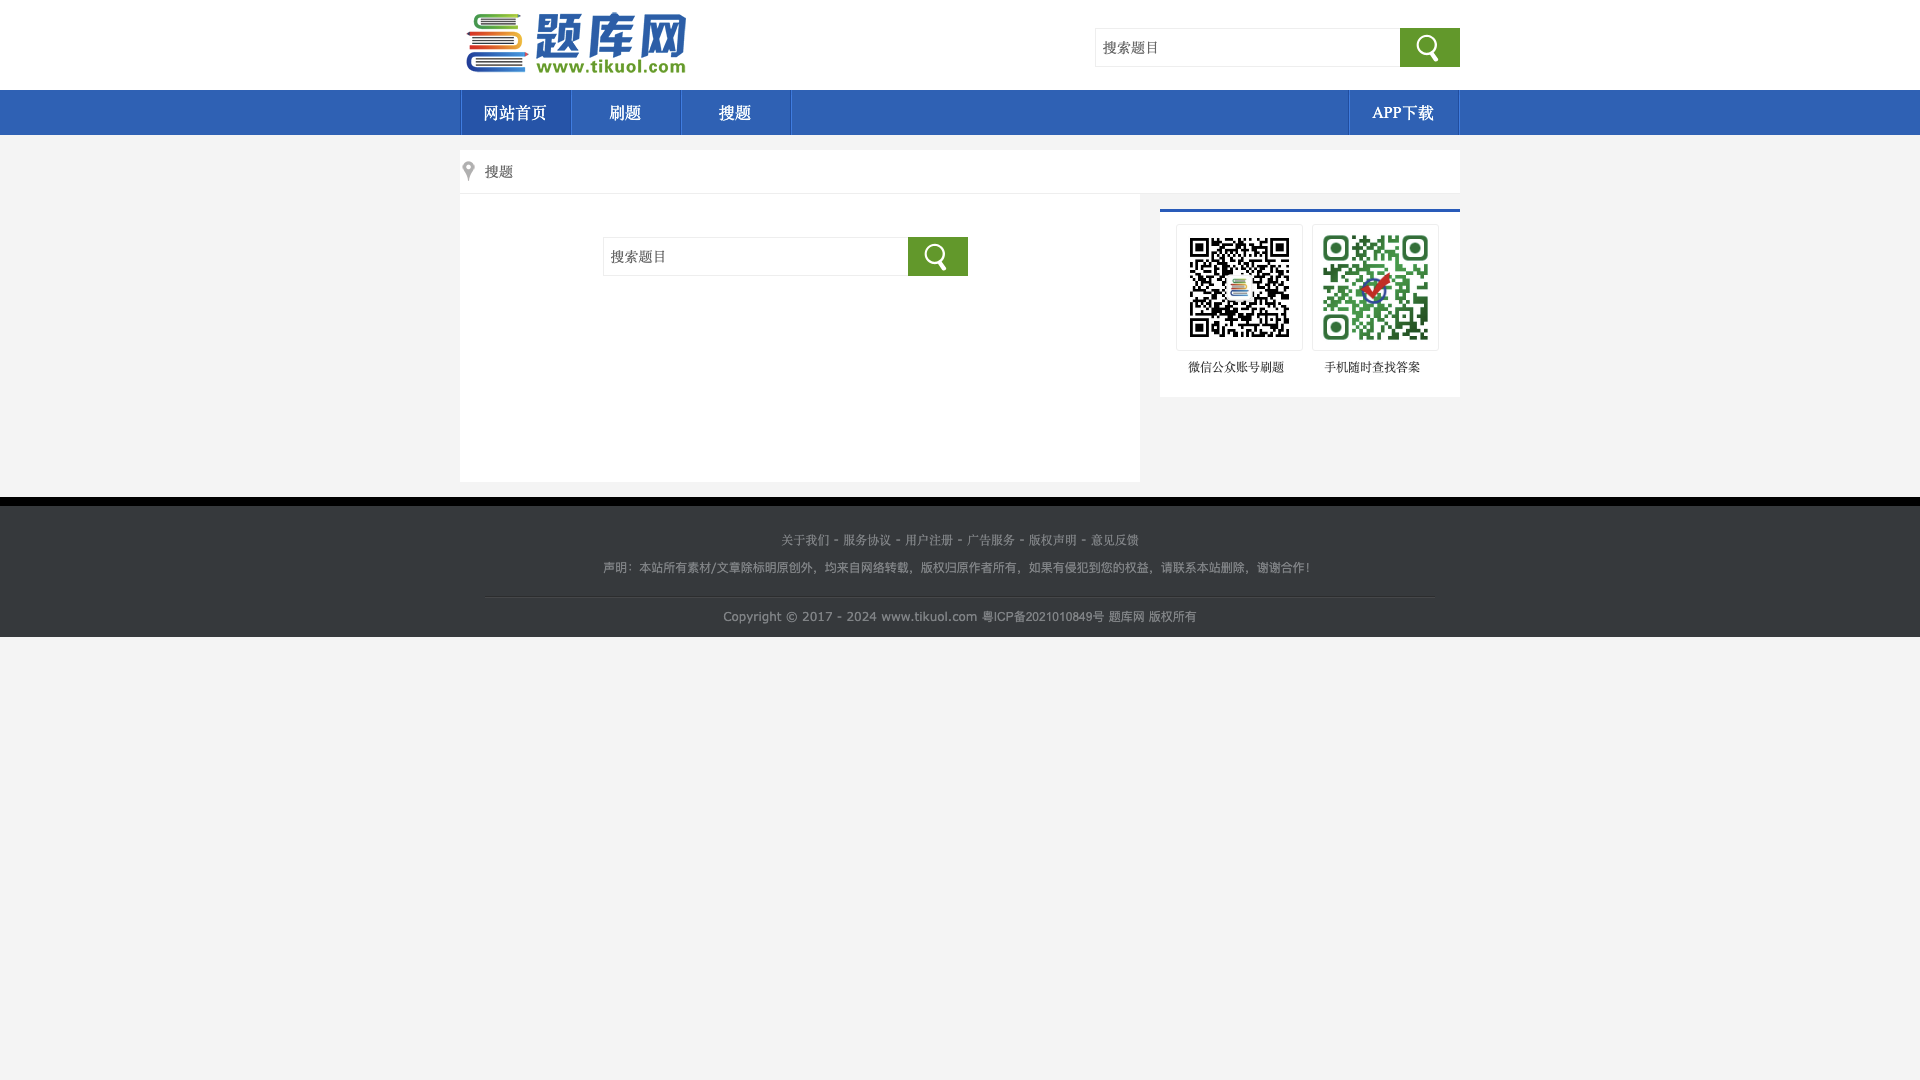 题库网
www.tikuol.com
搜索题目
网站首页 刷题 搜题 APP下载
搜题
搜索题目
微信公众账号刷题 手机随时查找答案
关于我们 - 服务协议 - 用户注册 - 广告服务 - 版权声明 - 意见反馈
声明：本站所有素材/文章除标明原创外，均来自网络转载，版权归原作者所有，如果有侵犯到您的权益，请联系本站删除，谢谢合作！
Copyright © 2017 - 2024 www.tikuol.com 粤ICP备2021010849号 题库网 版权所有